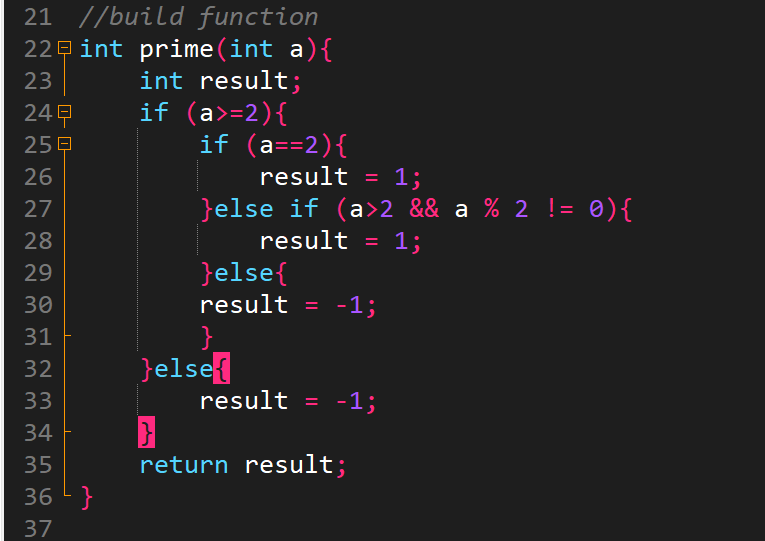 21 //build function
22 int prime(int a){
23 int result;
24 if (a>=2){
25 if (a==2){
26 result = 1;
27 }else if (a>2 && a % 2 != 0){
28 result = 1;
29 }else{
30 result = -1;
31 }
32 }else{
33 result = -1;
34 }
35 return result;
36 }
37